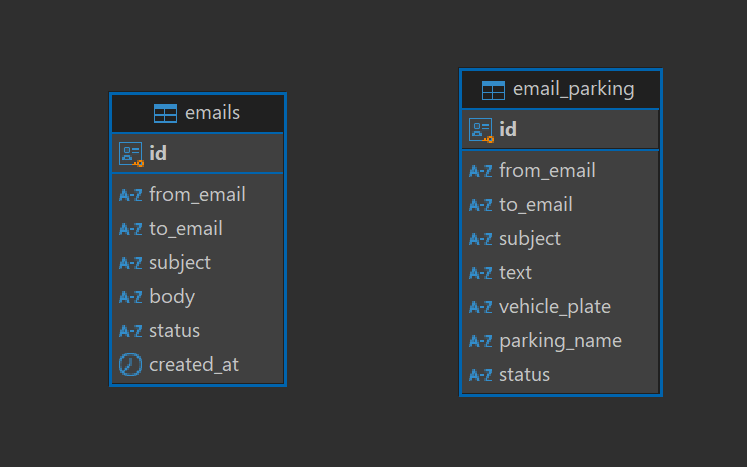 emails
id
A-Z from_email
A-Z to_email
A-Z subject
A-Z body
A-Z status
created_at
email_parking
id
A-Z from_email
A-Z to_email
A-Z subject
A-Z text
A-Z vehicle_plate
A-Z parking_name
A-Z status